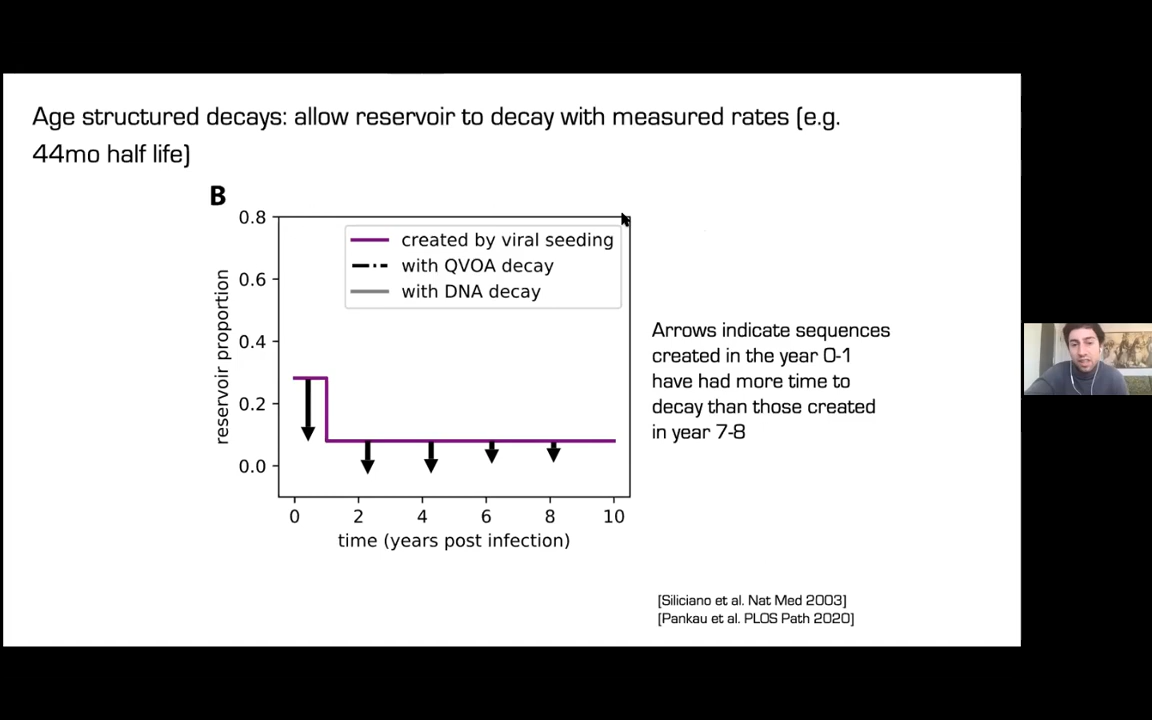 Age structured decays: allow reservoir to decay with measured rates [e.g.
44mo half life]
B
0.8
0.6
0.4
0.2
0.0
reservoir proportion
created by viral seeding
with QVOA decay
with DNA decay
0 2 4 6 8 10
time (years post infection)
Arrows indicate sequences
created in the year 0-1
have had more time to
decay than those created
in year 7-8
[Siliciano et al. Nat Med 2003]
[Pankau et al. PLOS Path 2020]